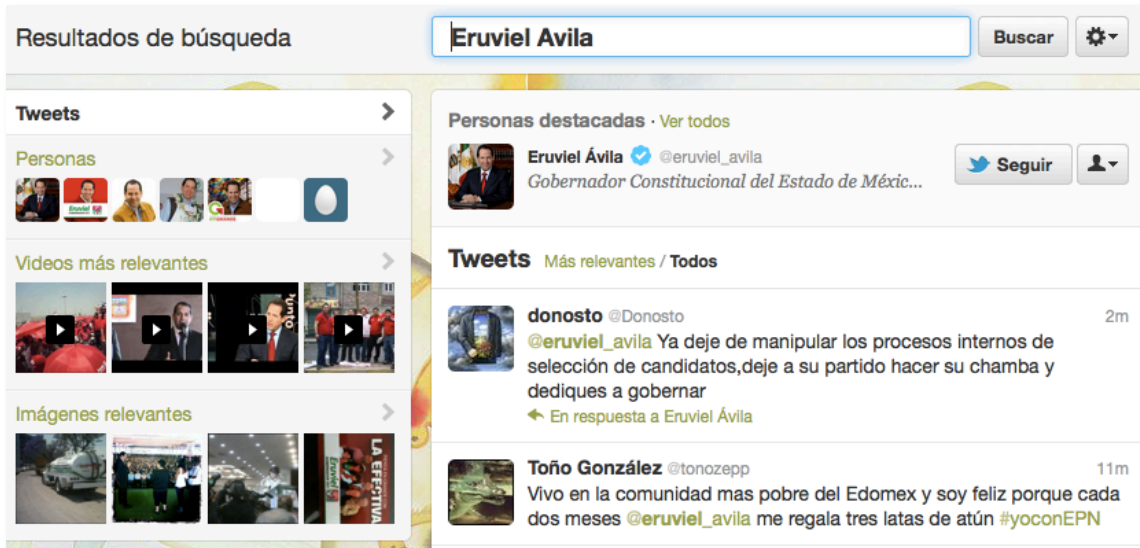 Resultados de búsqueda
Eruviel Avila
Buscar
Tweets
Personas
Eruviel
Videos más relevantes
Imágenes relevantes
Eruviel
LA EFECTIVA
Personas destacadas · Ver todos
Eruviel Ávila @eruviel_avila
Gobernador Constitucional del Estado de Méxic...
Seguir
Tweets Más relevantes / Todos
donosto @Donosto 2m
@eruviel_avila Ya deje de manipular los procesos internos de
selección de candidatos,deje a su partido hacer su chamba y
dediques a gobernar
En respuesta a Eruviel Ávila
Toño González @tonozepp 11m
Vivo en la comunidad mas pobre del Edomex y soy feliz porque cada
dos meses @eruviel_avila me regala tres latas de atún #yoconEPN